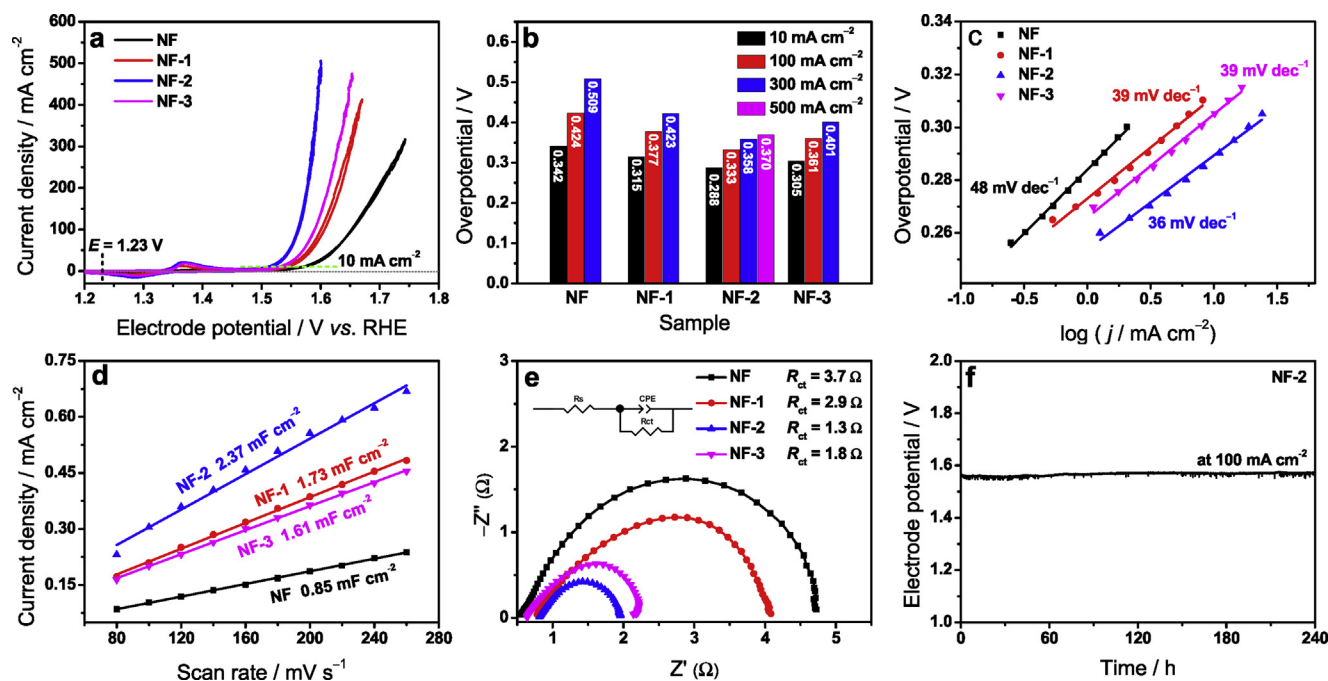 a
NF
NF-1
NF-2
NF-3
E = 1.23 V
10 mA cm⁻²
600
500
400
300
200
100
0
1.2 1.3 1.4 1.5 1.6 1.7 1.8
Current density / mA cm⁻²
Electrode potential / V vs. RHE
b
10 mA cm⁻²
100 mA cm⁻²
300 mA cm⁻²
500 mA cm⁻²
0.6
0.5
0.4
0.3
0.2
0.1
0.0
0.342 0.424 0.509
0.315 0.377 0.423
0.288 0.333 0.358 0.370
0.305 0.361 0.401
NF NF-1 NF-2 NF-3
Overpotential / V
Sample
c
NF
NF-1
NF-2
NF-3
39 mV dec⁻¹
39 mV dec⁻¹
48 mV dec⁻¹
36 mV dec⁻¹
0.34
0.32
0.30
0.28
0.26
-1.0 -0.5 0.0 0.5 1.0 1.5
Overpotential / V
log ( j / mA cm⁻²)
d
NF-2 2.37 mF cm⁻²
NF-1 1.73 mF cm⁻²
NF-3 1.61 mF cm⁻²
NF 0.85 mF cm⁻²
0.75
0.60
0.45
0.30
0.15
80 120 160 200 240 280
Current density / mA cm⁻²
Scan rate / mV s⁻¹
e
NF Rct = 3.7 Ω
NF-1 Rct = 2.9 Ω
NF-2 Rct = 1.3 Ω
NF-3 Rct = 1.8 Ω
Rs
CPE
Rct
3
2
1
0
1 2 3 4 5
−Z'' (Ω)
Z' (Ω)
f
NF-2
at 100 mA cm⁻²
2.0
1.8
1.6
1.4
1.2
1.0
0 60 120 180 240
Electrode potential / V
Time / h